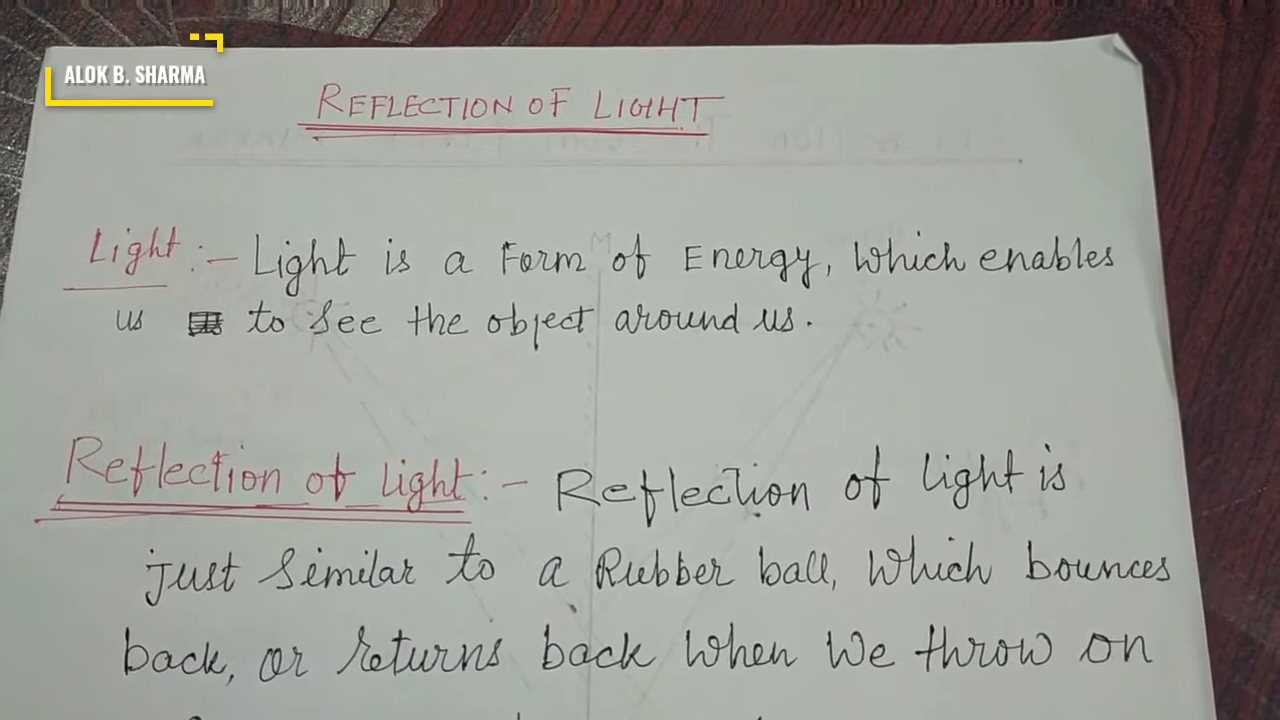 ALOK B. SHARMA
REFLECTION OF LIGHT
Light :- Light is a Form of Energy, Which enables
us to See the object around us.
Reflection of Light :- Reflection of light is
just Similar to a Rubber ball, Which bounces
back, or returns back When We throw on